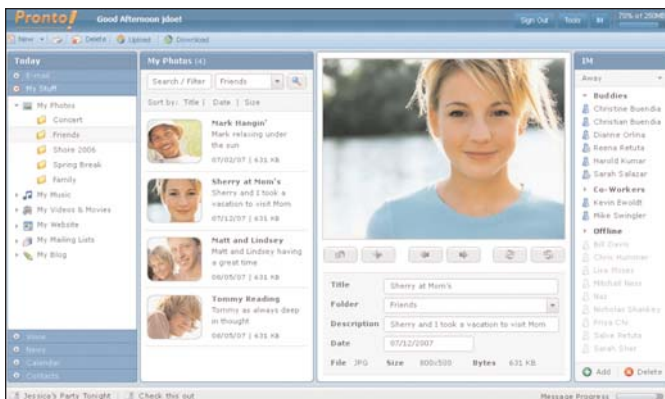 Pronto!
Good Afternoon jdoe!
Sign Out
Tools
IM
70% of 250MB
New
Delete
Upload
Download
Today
E-mail
My Stuff
My Photos
Concert
Friends
Shore 2006
Spring Break
Family
My Music
My Videos & Movies
My Website
My Mailing Lists
My Blog
News
Calendar
Contacts
My Photos (4)
Search / Filter
Friends
Sort by: Title | Date | Size
Mark Hangin'
Mark relaxing under
the sun
07/02/07 | 631 KB
Sherry at Mom's
Sherry and I took a
vacation to visit Mom
07/12/07 | 631 KB
Matt and Lindsey
Matt and Lindsey having
a great time
08/05/07 | 631 KB
Tommy Reading
Tommy as always deep
in thought
08/05/07 | 631 KB
Title
Sherry at Mom's
Folder
Friends
Description
Sherry and I took a vacation to visit Mom
Date
07/12/2007
File JPG Size 800x500 Bytes 631 KB
IM
Away
Buddies
Christine Buendia
Christian Buendia
Dianne Orlina
Reena Retuta
Harold Kumar
Sarah Salazar
Co-Workers
Kevin Ewoldt
Mike Swingler
Offline
Bill Davis
Chris Hummer
Lisa Moses
Mitchell Ness
Naz
Nicholas Shankey
Priya Chi
Salve Retuta
Sarah Sher
Add
Delete
Jessica's Party Tonight
Check this out
Message Progress